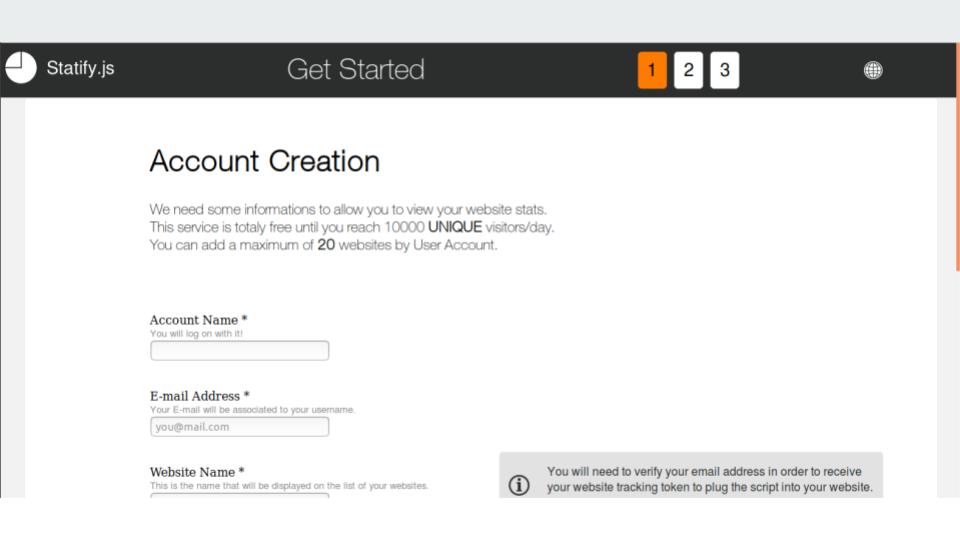 Statify.js
Get Started
1 2 3
Account Creation
We need some informations to allow you to view your website stats.
This service is totaly free until you reach 10000 UNIQUE visitors/day.
You can add a maximum of 20 websites by User Account.
Account Name *
You will log on with it!
E-mail Address *
Your E-mail will be associated to your username.
you@mail.com
Website Name *
This is the name that will be displayed on the list of your websites.
You will need to verify your email address in order to receive
your website tracking token to plug the script into your website.